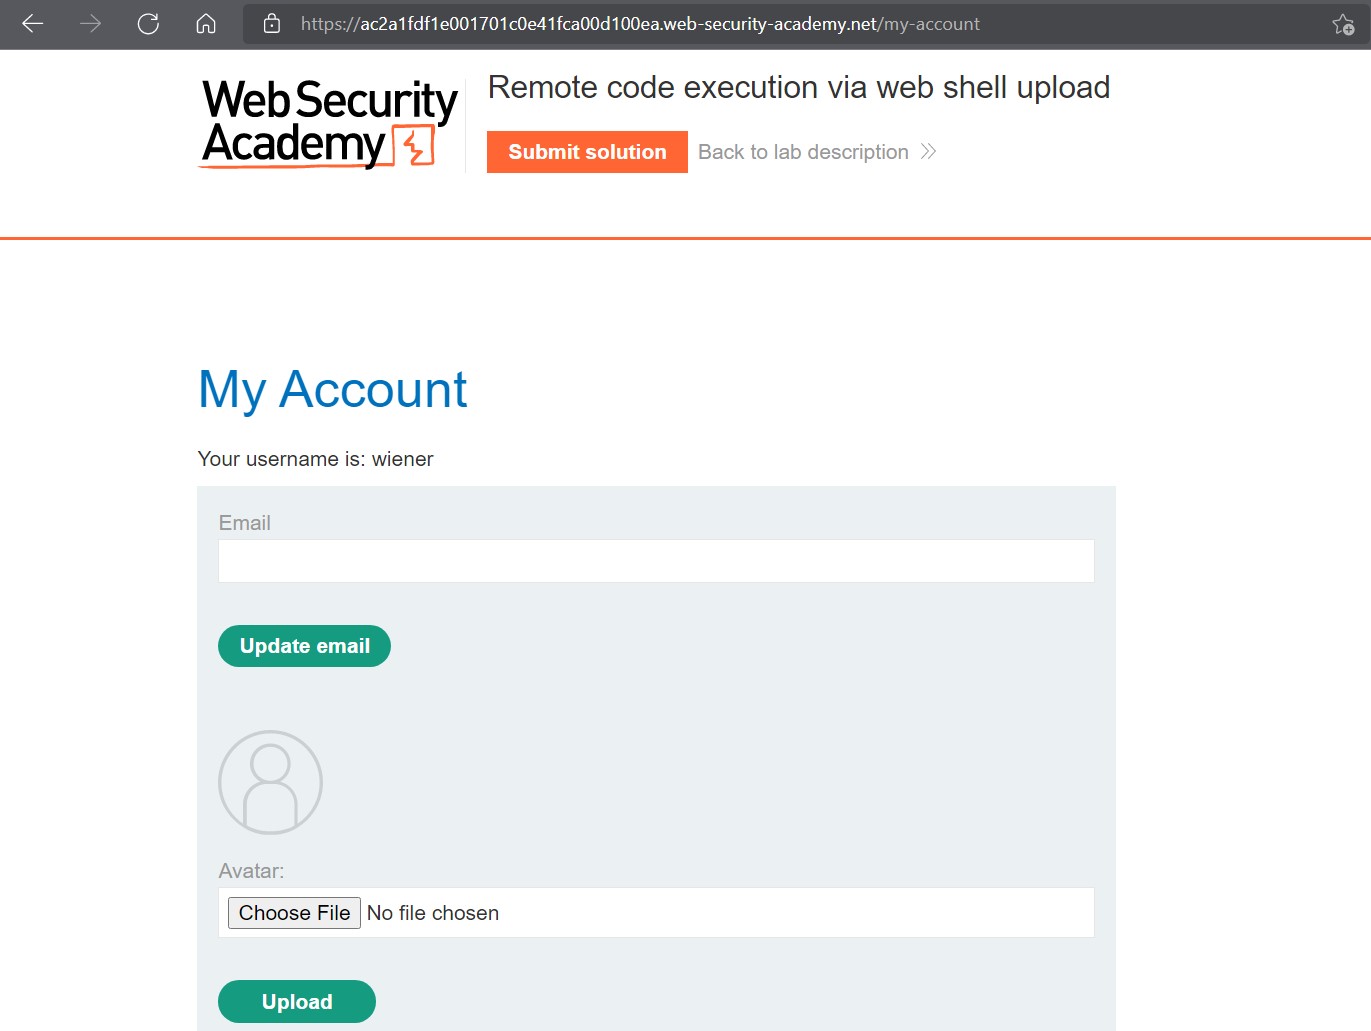 https://ac2a1fdf1e001701c0e41fca00d100ea.web-security-academy.net/my-account
Web Security
Academy
Remote code execution via web shell upload
Submit solution
Back to lab description
My Account
Your username is: wiener
Email
Update email
Avatar:
Choose File No file chosen
Upload